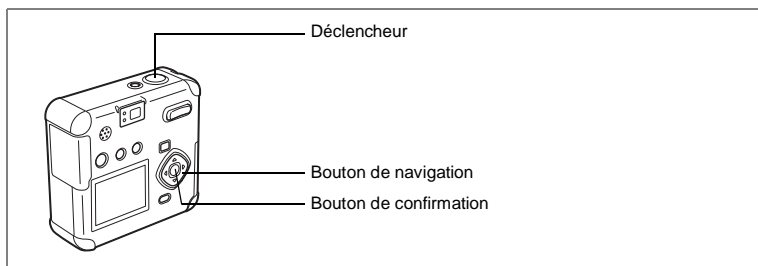 Déclencheur
Bouton de navigation
Bouton de confirmation